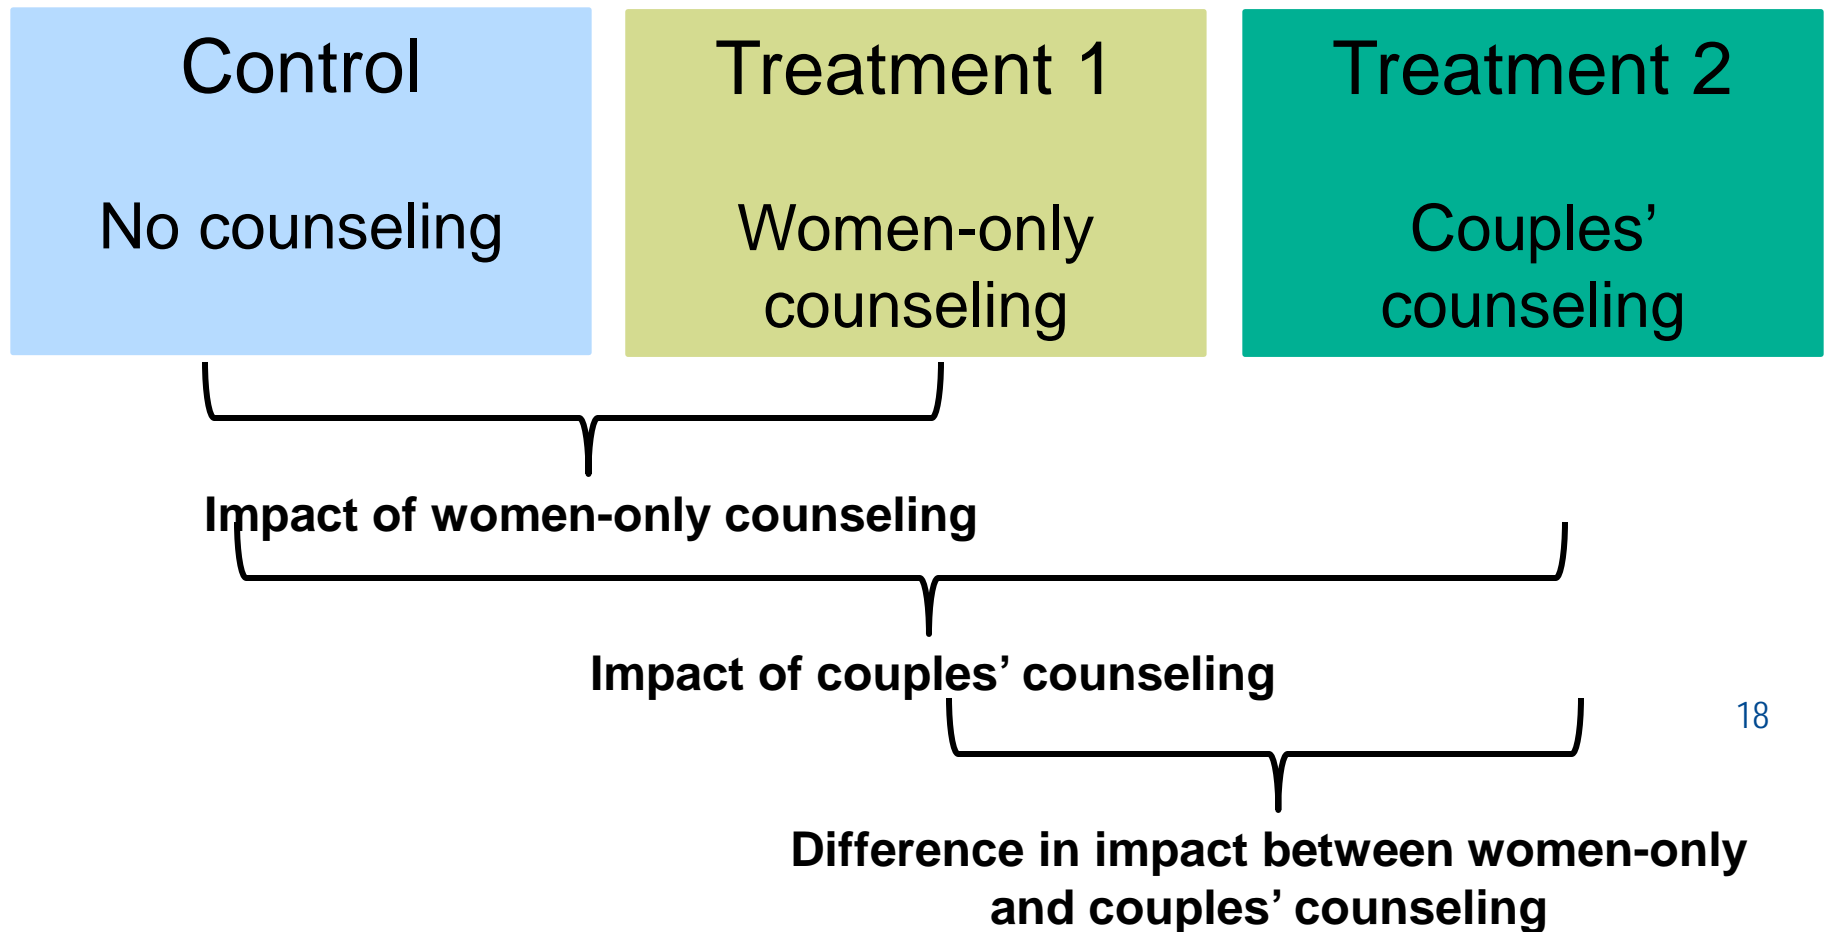 Control
No counseling
Treatment 1
Women-only
counseling
Treatment 2
Couples’
counseling
Impact of women-only counseling
Impact of couples’ counseling
18
Difference in impact between women-only
and couples’ counseling